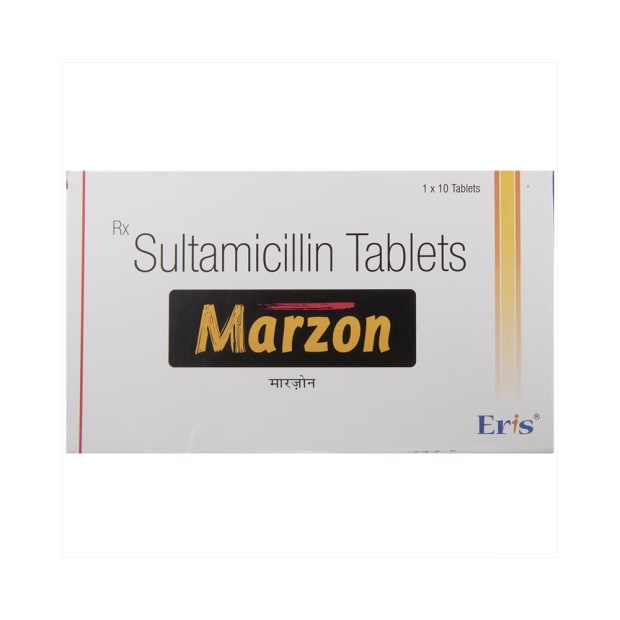 1 x 10 Tablets
Rx
Sultamicillin Tablets
Marzon
मारज़ोन
Eris®